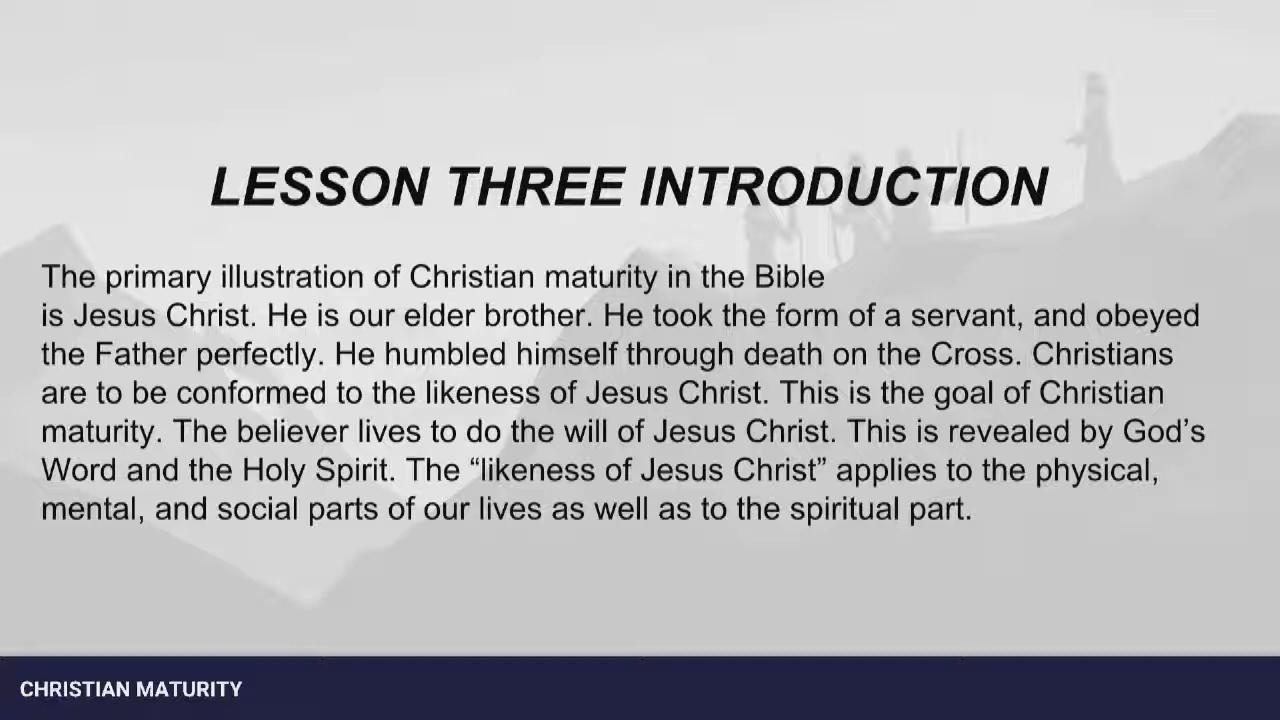 LESSON THREE INTRODUCTION
The primary illustration of Christian maturity in the Bible
is Jesus Christ. He is our elder brother. He took the form of a servant, and obeyed
the Father perfectly. He humbled himself through death on the Cross. Christians
are to be conformed to the likeness of Jesus Christ. This is the goal of Christian
maturity. The believer lives to do the will of Jesus Christ. This is revealed by God’s
Word and the Holy Spirit. The “likeness of Jesus Christ” applies to the physical,
mental, and social parts of our lives as well as to the spiritual part.
CHRISTIAN MATURITY